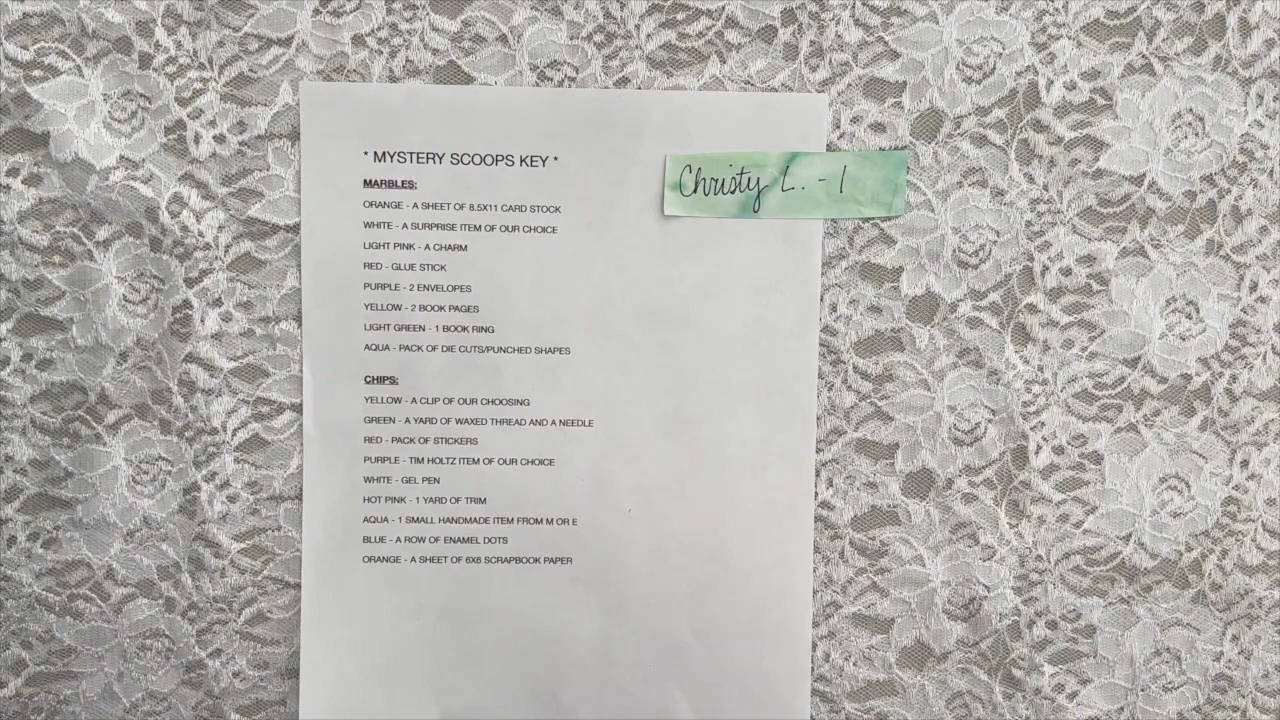 * MYSTERY SCOOPS KEY *
Christy L. - 1
MARBLES:
ORANGE - A SHEET OF 8.5X11 CARD STOCK
WHITE - A SURPRISE ITEM OF OUR CHOICE
LIGHT PINK - A CHARM
RED - GLUE STICK
PURPLE - 2 ENVELOPES
YELLOW - 2 BOOK PAGES
LIGHT GREEN - 1 BOOK RING
AQUA - PACK OF DIE CUTS/PUNCHED SHAPES
CHIPS:
YELLOW - A CLIP OF OUR CHOOSING
GREEN - A YARD OF WAXED THREAD AND A NEEDLE
RED - PACK OF STICKERS
PURPLE - TIM HOLTZ ITEM OF OUR CHOICE
WHITE - GEL PEN
HOT PINK - 1 YARD OF TRIM
AQUA - 1 SMALL HANDMADE ITEM FROM M OR E
BLUE - A ROW OF ENAMEL DOTS
ORANGE - A SHEET OF 6X6 SCRAPBOOK PAPER